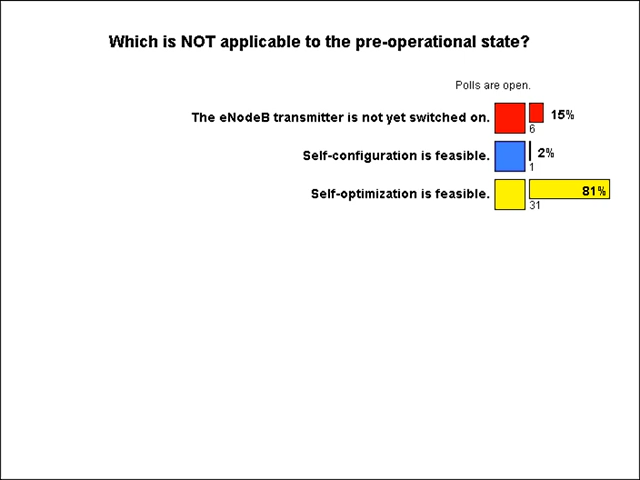 Which is NOT applicable to the pre-operational state?
Polls are open.
The eNodeB transmitter is not yet switched on.
15%
6
Self-configuration is feasible.
2%
1
Self-optimization is feasible.
81%
31